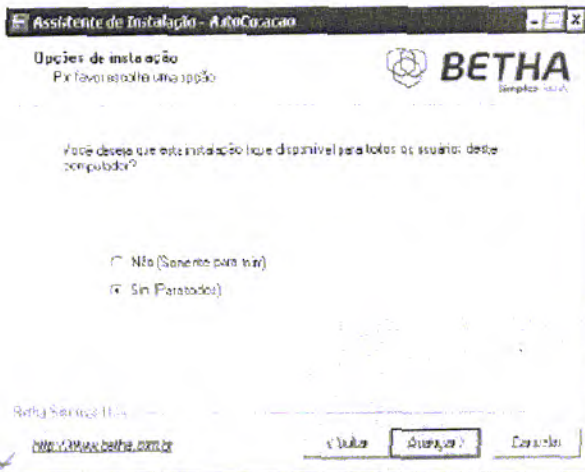 Assistente de Instalação - AutoCotacao
Opções de instalação
Por favor escolha uma opção
BETHA
Simples
Você deseja que esta instalação fique disponível para todos os usuários deste
computador?
Não (Somente para mim)
Sim (Para todos)
Betha Sistemas
http://www.betha.com.br
< Voltar
Avançar >
Cancelar